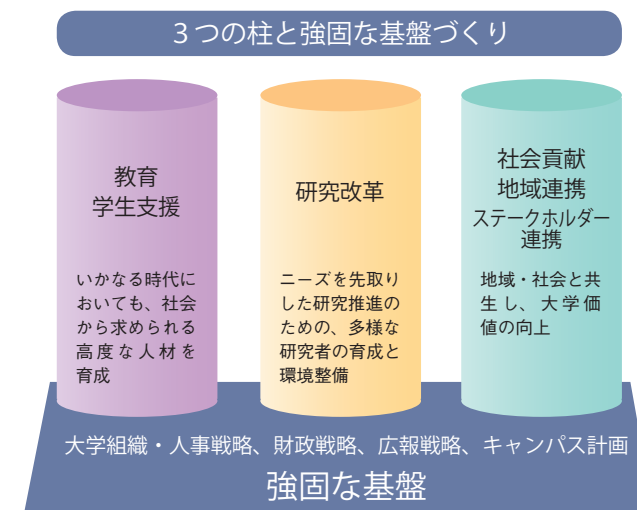 ３つの柱と強固な基盤づくり
教育
学生支援
いかなる時代に
おいても、社会
から求められる
高度な人材を
育成
研究改革
ニーズを先取り
した研究推進の
ための、多様な
研究者の育成と
環境整備
社会貢献
地域連携
ステークホルダー
連携
地域・社会と共
生し、大学価
値の向上
大学組織・人事戦略、財政戦略、広報戦略、キャンパス計画
強固な基盤